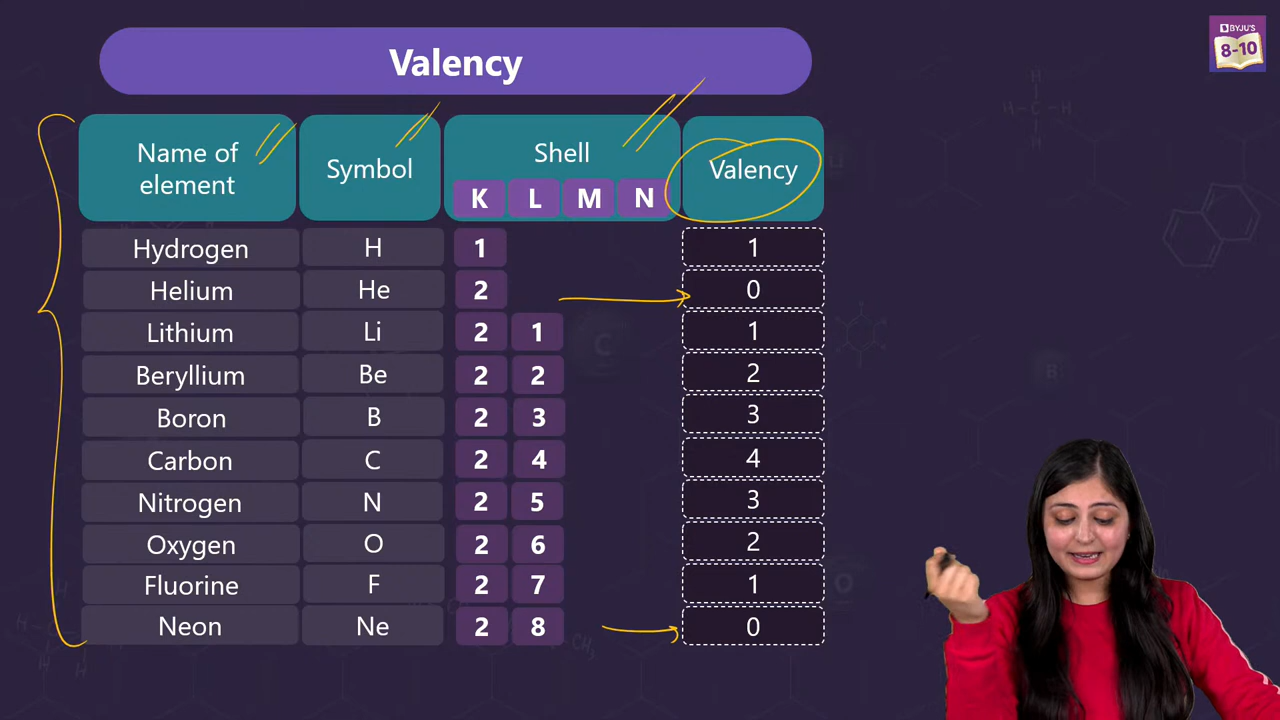 Valency
BYJU'S
8-10
Name of
element
Symbol
Shell
K L M N
Valency
Hydrogen H 1 1
Helium He 2 0
Lithium Li 2 1 1
Beryllium Be 2 2 2
Boron B 2 3 3
Carbon C 2 4 4
Nitrogen N 2 5 3
Oxygen O 2 6 2
Fluorine F 2 7 1
Neon Ne 2 8 0